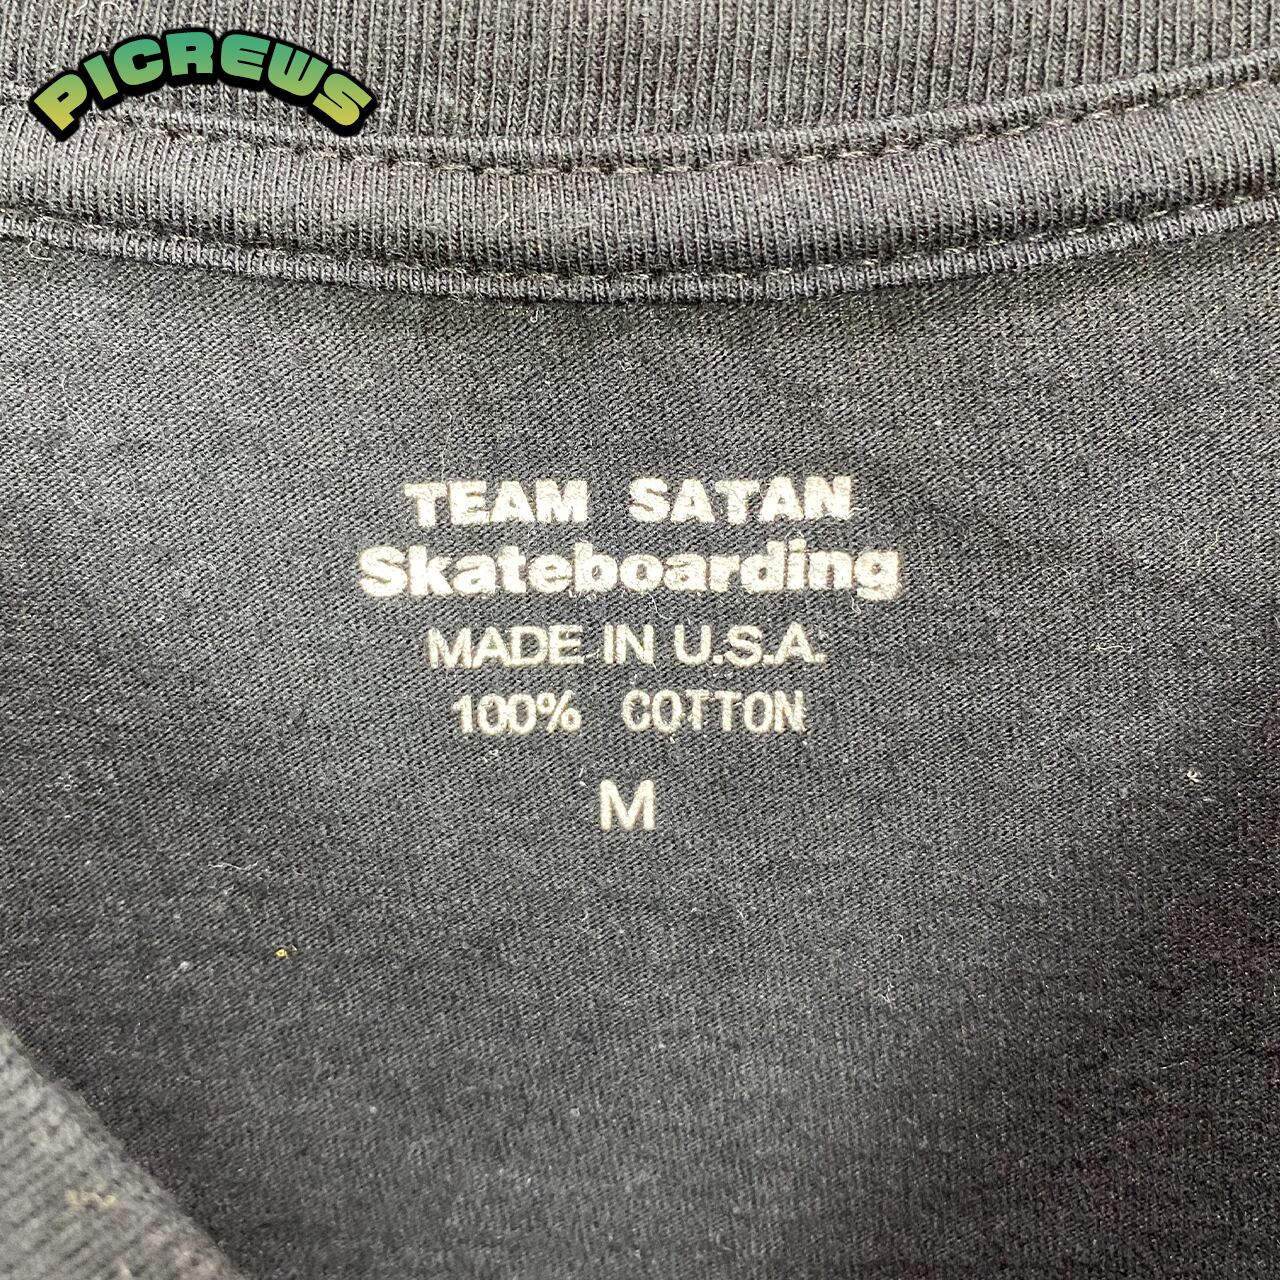 PICREWS
TEAM SATAN
Skateboarding
MADE IN U.S.A.
100% COTTON
M